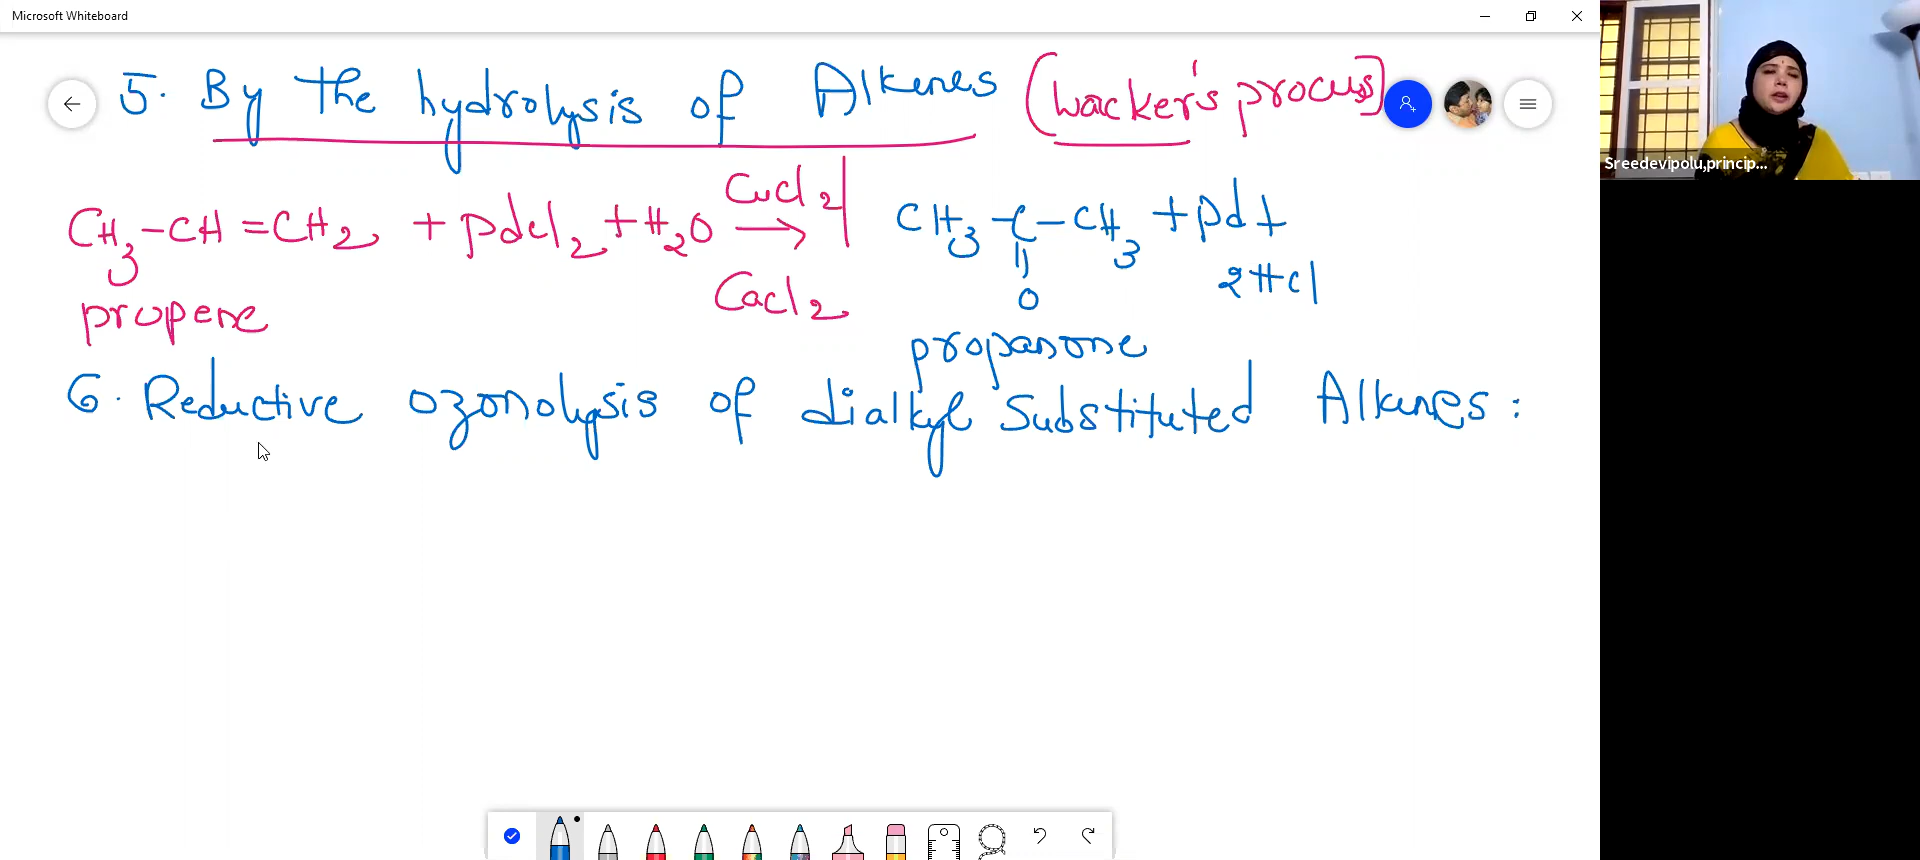 Microsoft Whiteboard
5. By the hydrolysis of Alkenes (wacker's process)
CuCl2
CH3-CH=CH2 + pdcl2 + H2O → CH3-C-CH3 + pd +
Cacl2
O
2Hcl
propene
propanone
6. Reductive ozonolysis of dialkyl Substituted Alkenes:
Sreedevipolu,princip...